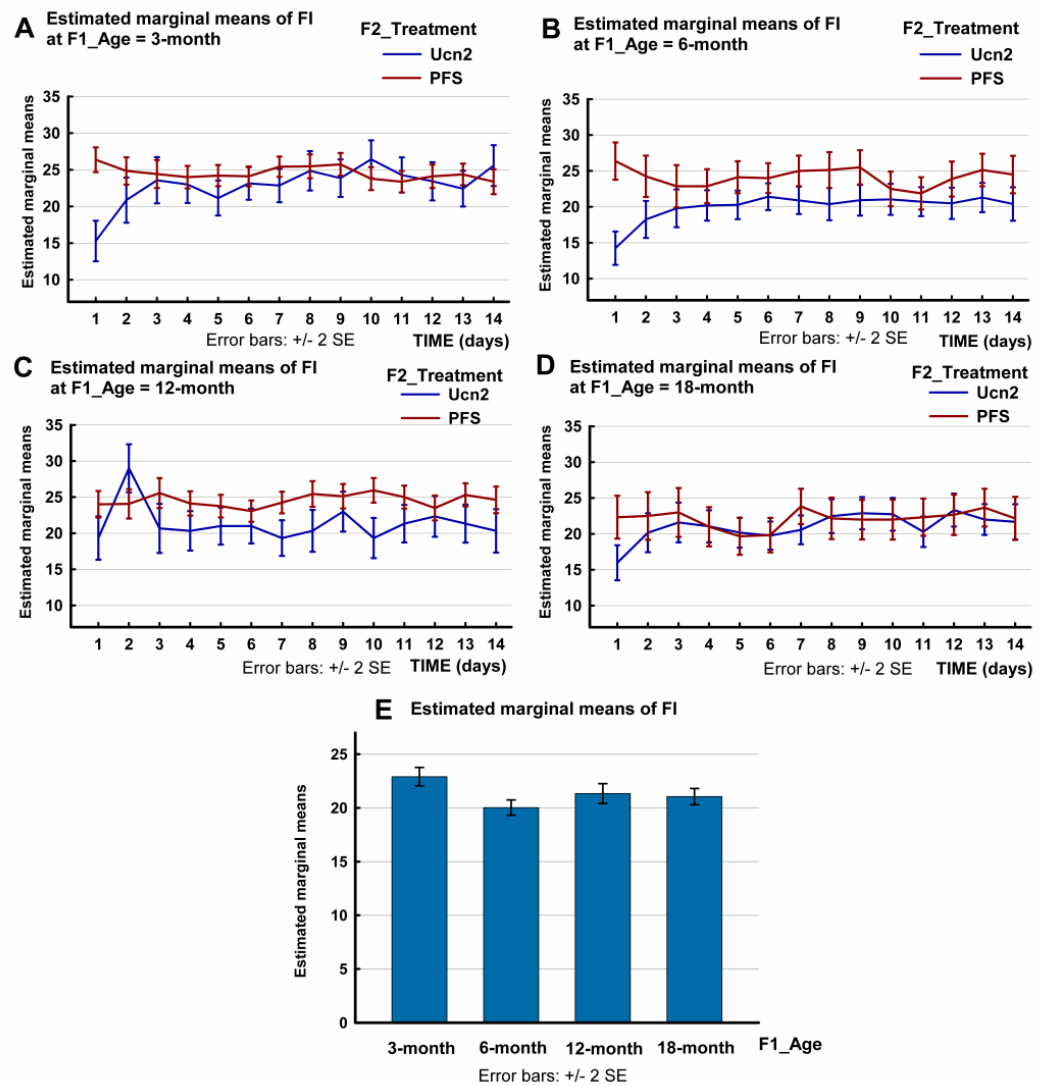 A
Estimated marginal means of FI
at F1_Age = 3-month
F2_Treatment
Ucn2
PFS
Estimated marginal means
35
30
25
20
15
10
1 2 3 4 5 6 7 8 9 10 11 12 13 14
Error bars: +/- 2 SE TIME (days)
B
Estimated marginal means of FI
at F1_Age = 6-month
F2_Treatment
Ucn2
PFS
Estimated marginal means
35
30
25
20
15
10
1 2 3 4 5 6 7 8 9 10 11 12 13 14
Error bars: +/- 2 SE TIME (days)
C
Estimated marginal means of FI
at F1_Age = 12-month
F2_Treatment
Ucn2
PFS
Estimated marginal means
35
30
25
20
15
10
1 2 3 4 5 6 7 8 9 10 11 12 13 14
Error bars: +/- 2 SE TIME (days)
D
Estimated marginal means of FI
at F1_Age = 18-month
F2_Treatment
Ucn2
PFS
Estimated marginal means
35
30
25
20
15
10
1 2 3 4 5 6 7 8 9 10 11 12 13 14
Error bars: +/- 2 SE TIME (days)
E Estimated marginal means of FI
Estimated marginal means
25
20
15
10
5
0
3-month 6-month 12-month 18-month F1_Age
Error bars: +/- 2 SE